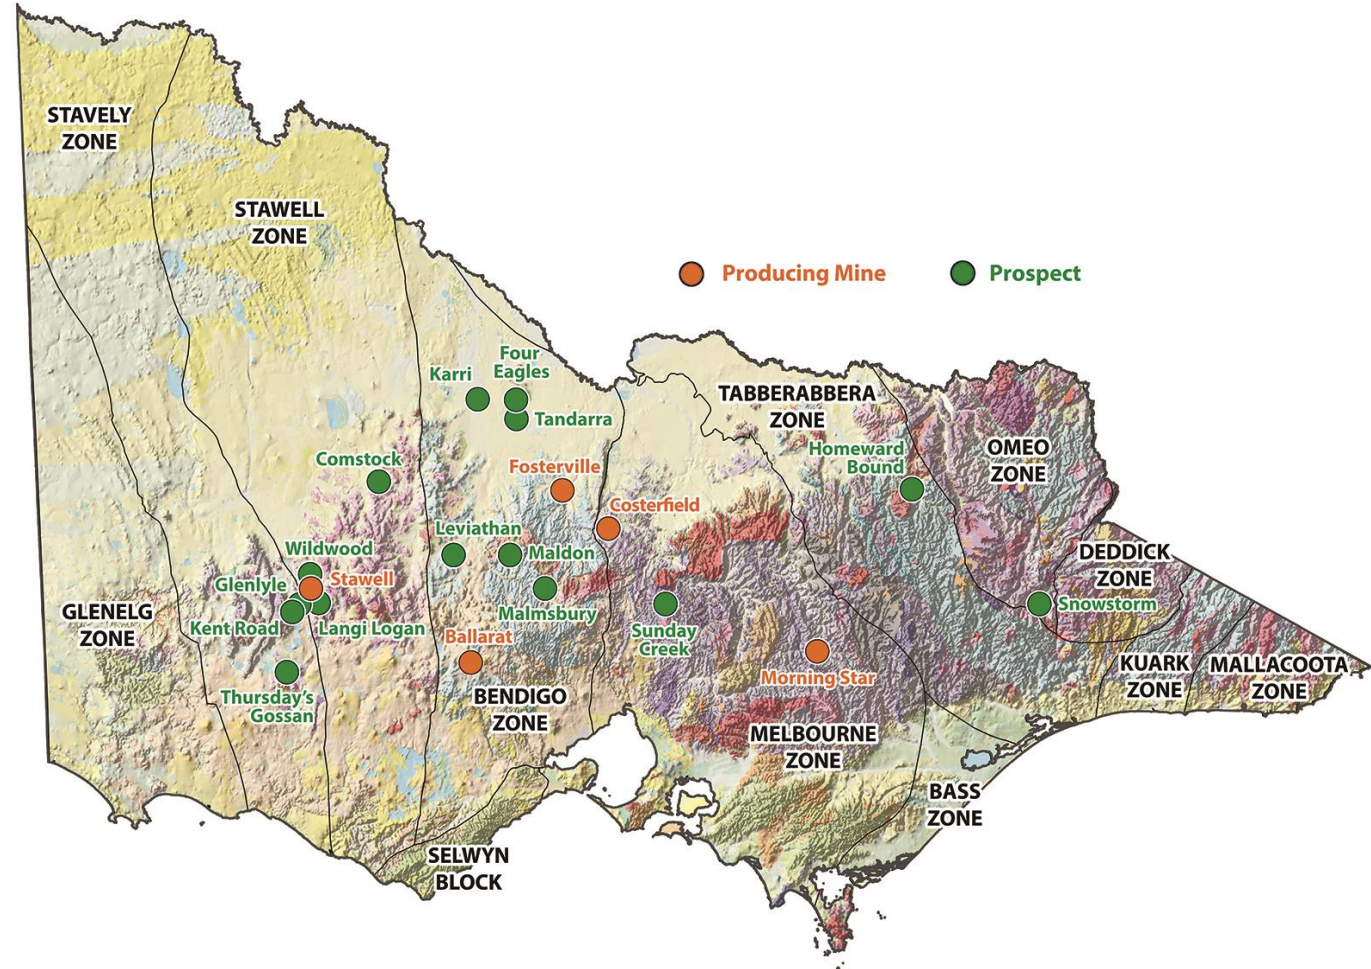 STAVELY
ZONE
STAWELL
ZONE
Producing Mine
Prospect
Four
Eagles
Karri
Tandarra
TABBERABBERA
ZONE
Homeward
Bound
OMEO
ZONE
Comstock
Fosterville
Costerfield
Leviathan
Maldon
Malmsbury
Wildwood
Stawell
Glenlyle
Kent Road
Langi Logan
DEDDICK
ZONE
Snowstorm
GLENELG
ZONE
Ballarat
Sunday
Creek
Morning Star
KUARK
ZONE
MALLACOOTA
ZONE
Thursday's
Gossan
BENDIGO
ZONE
MELBOURNE
ZONE
BASS
ZONE
SELWYN
BLOCK